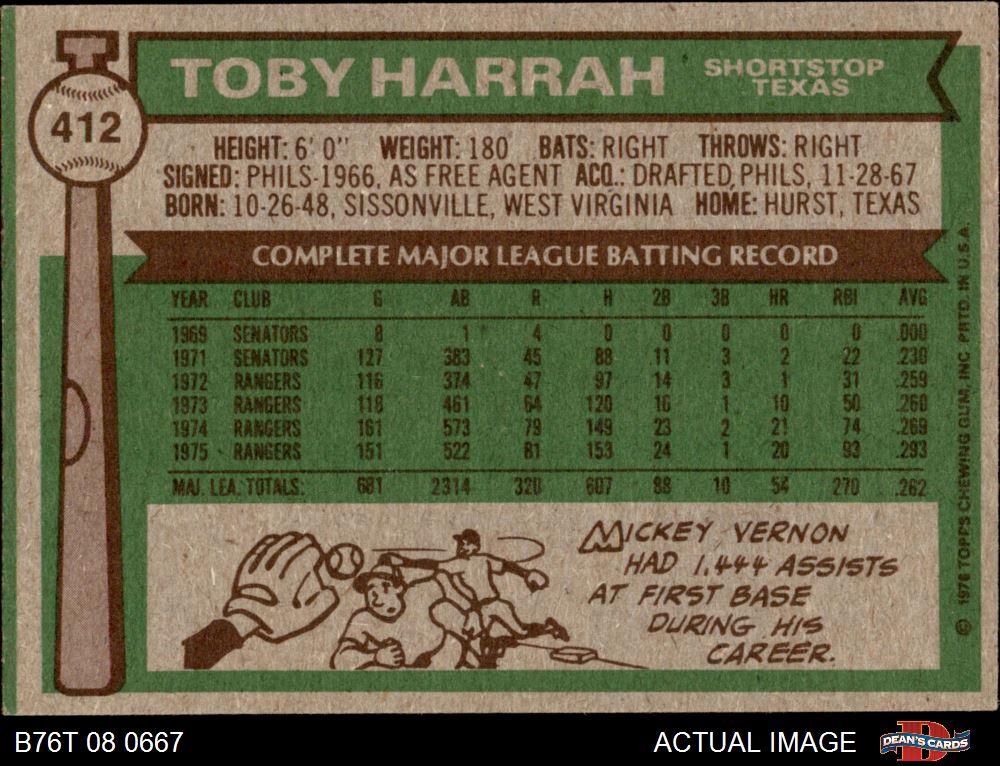 TOBY HARRAH
SHORTSTOP
TEXAS
412
HEIGHT: 6' 0" WEIGHT: 180 BATS: RIGHT THROWS: RIGHT
SIGNED: PHILS-1966, AS FREE AGENT ACQ.: DRAFTED, PHILS, 11-28-67
BORN: 10-26-48, SISSONVILLE, WEST VIRGINIA HOME: HURST, TEXAS
COMPLETE MAJOR LEAGUE BATTING RECORD
YEAR CLUB G AB R H 2B 3B HR RBI AVG
1969 SENATORS 8 1 4 0 0 0 0 0 .000
1971 SENATORS 127 383 45 88 11 3 2 22 .230
1972 RANGERS 116 374 47 97 14 3 1 31 .259
1973 RANGERS 118 461 64 120 16 1 10 50 .260
1974 RANGERS 161 573 79 149 23 2 21 74 .269
1975 RANGERS 151 522 81 153 24 1 20 93 .293
MAJ. LEA. TOTALS: 681 2314 320 607 88 10 54 270 .262
MICKEY VERNON
HAD 1,444 ASSISTS
AT FIRST BASE
DURING HIS
CAREER.
© 1976 TOPPS CHEWING GUM, INC. PRTD. IN U.S.A.
B76T 08 0667
ACTUAL IMAGE
D
DEAN'S CARDS